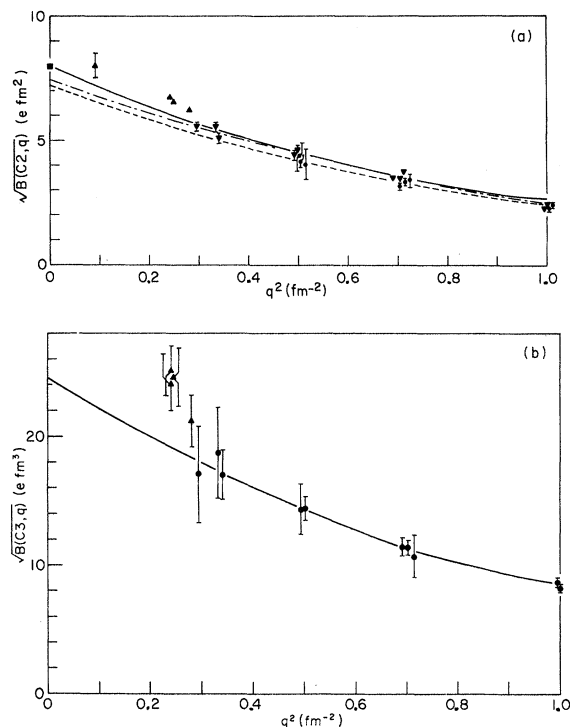 (a)
10
5
0
√B(C2,q) (e fm²)
0 0.2 0.4 0.6 0.8 1.0
q² (fm⁻²)
(b)
20
10
0
√B(C3,q) (e fm³)
0 0.2 0.4 0.6 0.8 1.0
q² (fm⁻²)